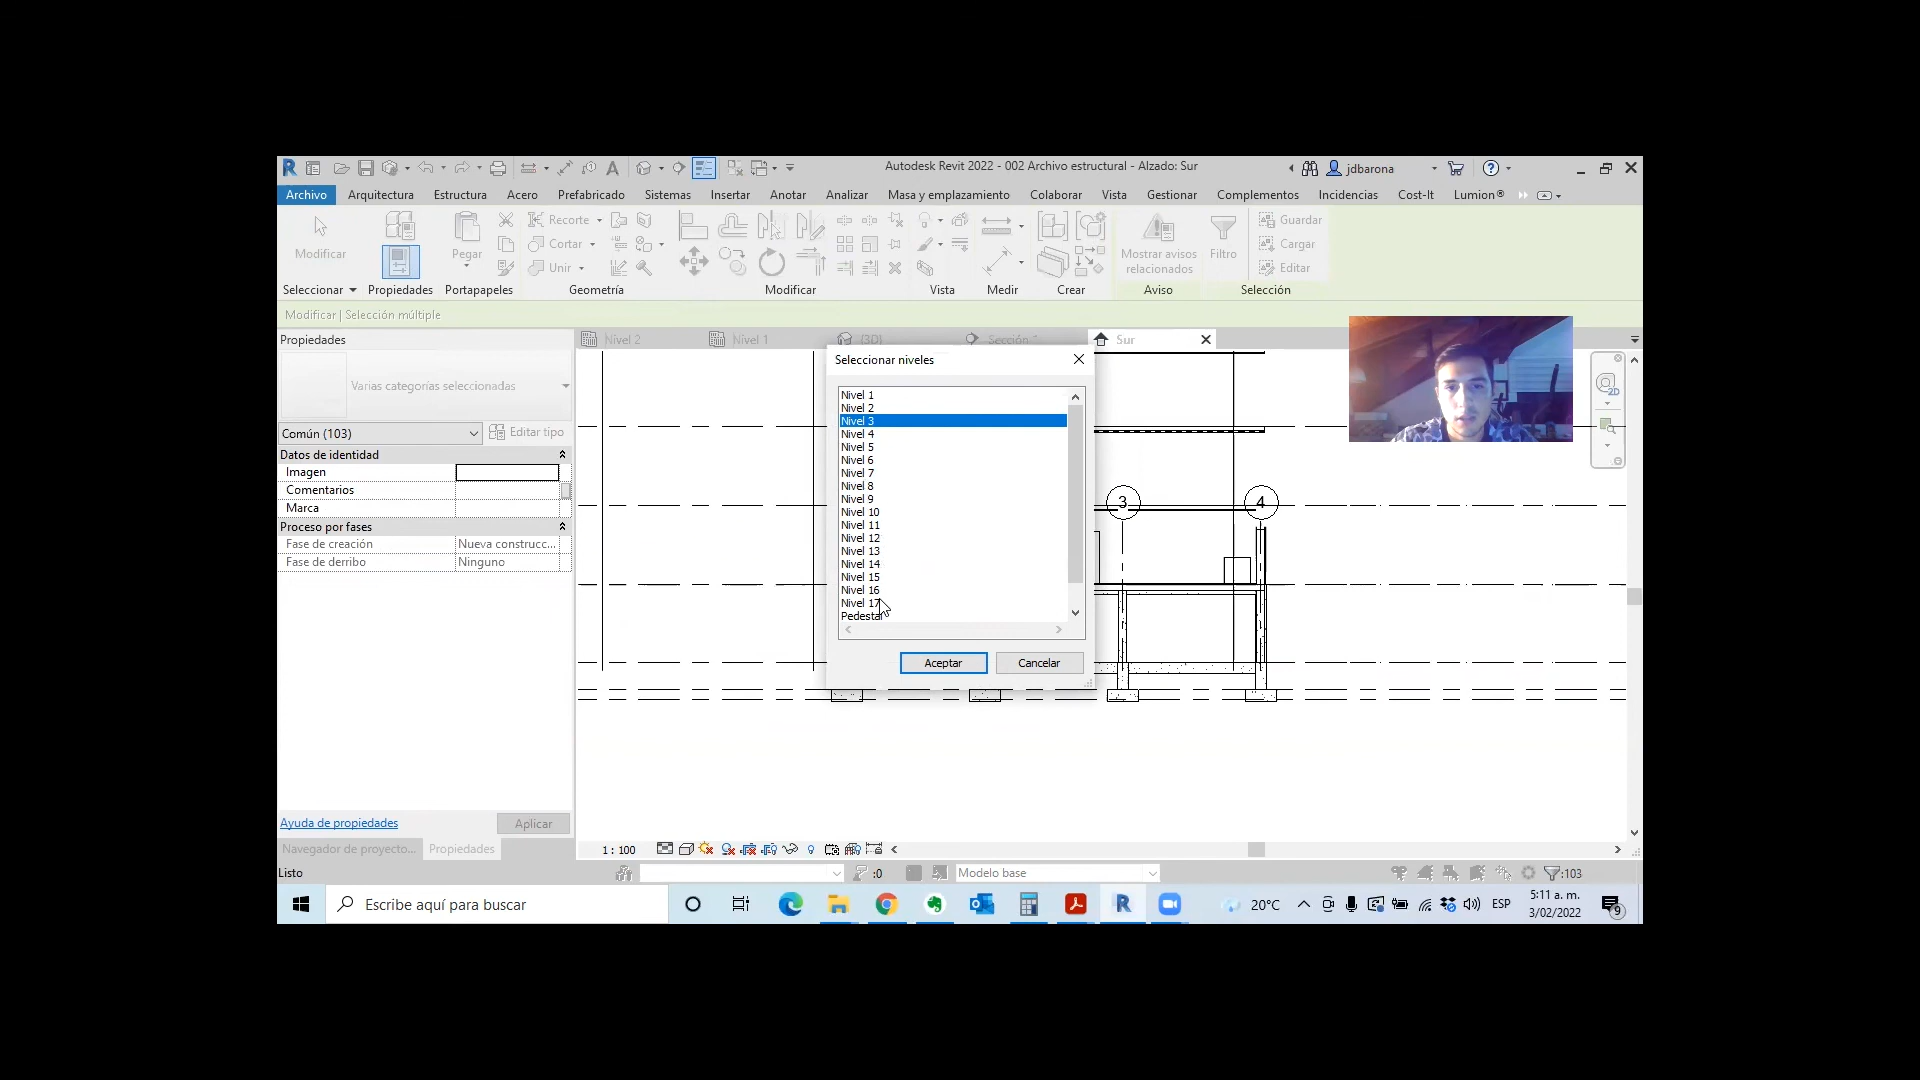 Autodesk Revit 2022 - 002 Archivo estructural - Alzado: Sur
jdbarona
Archivo Arquitectura Estructura Acero Prefabricado Sistemas Insertar Anotar Analizar Masa y emplazamiento Colaborar Vista Gestionar Complementos Incidencias Cost-It Lumion®
Recorte
Guardar
Cortar
Cargar
Modificar
Pegar
Mostrar avisos relacionados
Filtro
Unir
Editar
Seleccionar Propiedades Portapapeles Geometría Modificar Vista Medir Crear Aviso Selección
Modificar | Selección múltiple
Propiedades
Nivel 2 Nivel 1 {3D} Sección Sur
Varias categorías seleccionadas
Común (103)
Editar tipo
Datos de identidad
Imagen
Comentarios
Marca
Proceso por fases
Fase de creación Nueva construcc...
Fase de derribo Ninguno
Ayuda de propiedades
Aplicar
Navegador de proyecto... Propiedades
Seleccionar niveles
Nivel 1
Nivel 2
Nivel 3
Nivel 4
Nivel 5
Nivel 6
Nivel 7
Nivel 8
Nivel 9
Nivel 10
Nivel 11
Nivel 12
Nivel 13
Nivel 14
Nivel 15
Nivel 16
Nivel 17
Pedestal
Aceptar Cancelar
3 4
2D
1 : 100
Listo
:0
Modelo base
:103
Escribe aquí para buscar
20°C
ESP
5:11 a. m.
3/02/2022
9